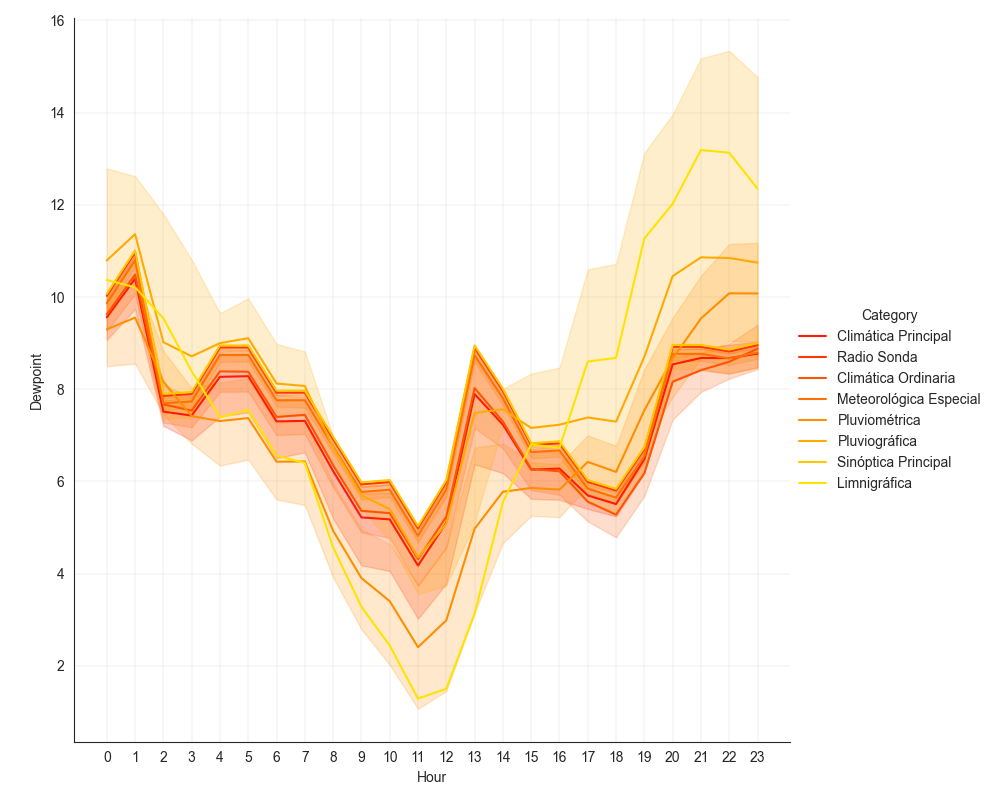 16
14
12
10
8
6
4
2
Dewpoint
0 1 2 3 4 5 6 7 8 9 10 11 12 13 14 15 16 17 18 19 20 21 22 23
Hour
Category
Climática Principal
Radio Sonda
Climática Ordinaria
Meteorológica Especial
Pluviométrica
Pluviográfica
Sinóptica Principal
Limnigráfica